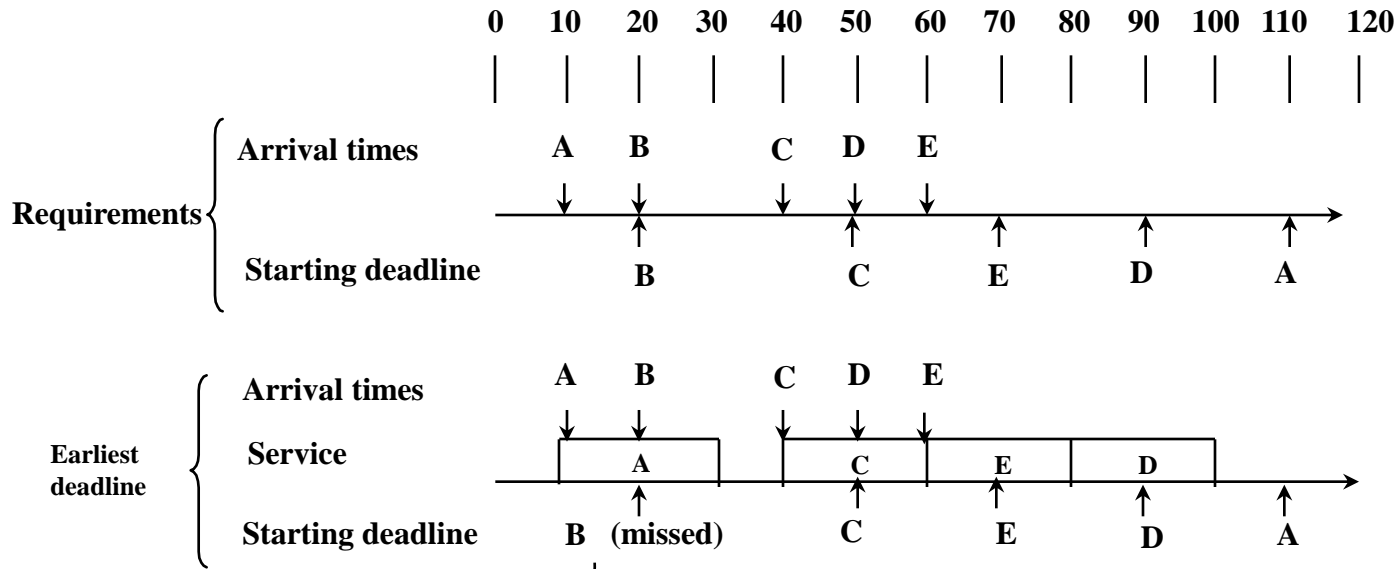 0 10 20 30 40 50 60 70 80 90 100 110 120
Arrival times A B C D E
Requirements
Starting deadline B C E D A
Arrival times A B C D E
Service A C E D
Earliest
deadline
Starting deadline B (missed) C E D A